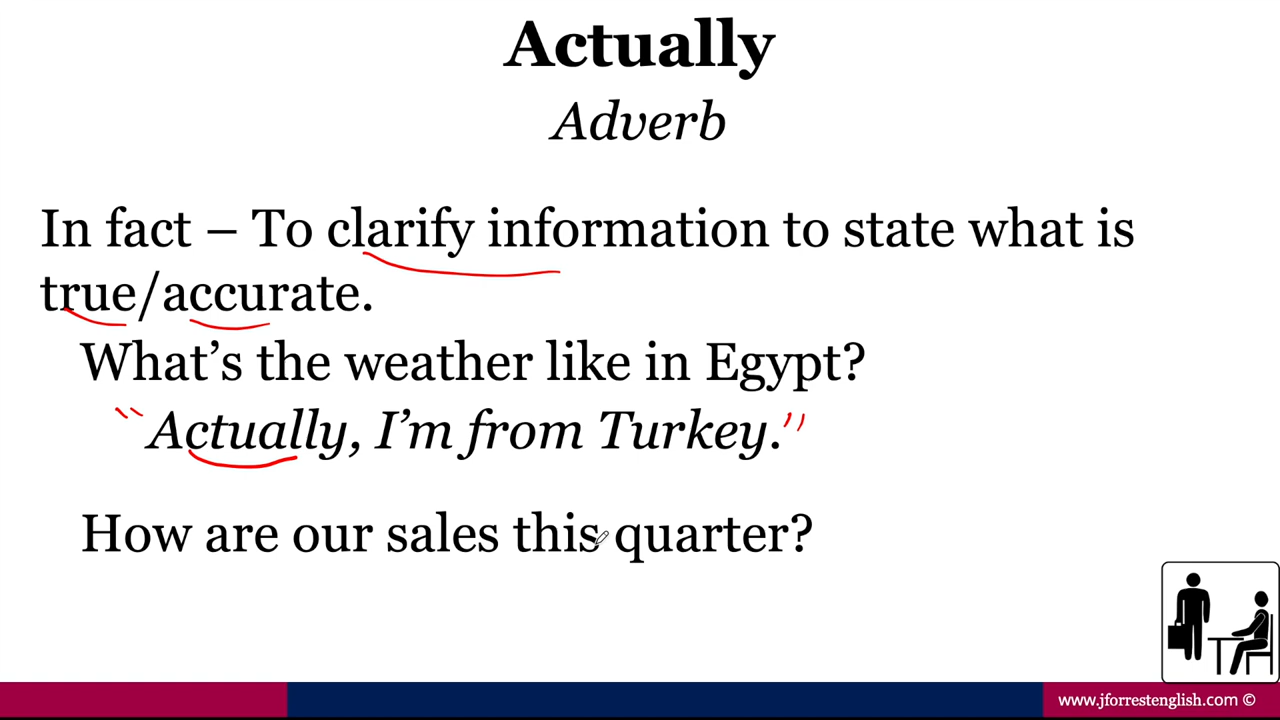 Actually
Adverb
In fact – To clarify information to state what is
true/accurate.
What’s the weather like in Egypt?
"Actually, I’m from Turkey."
How are our sales this quarter?
www.jforrestenglish.com ©